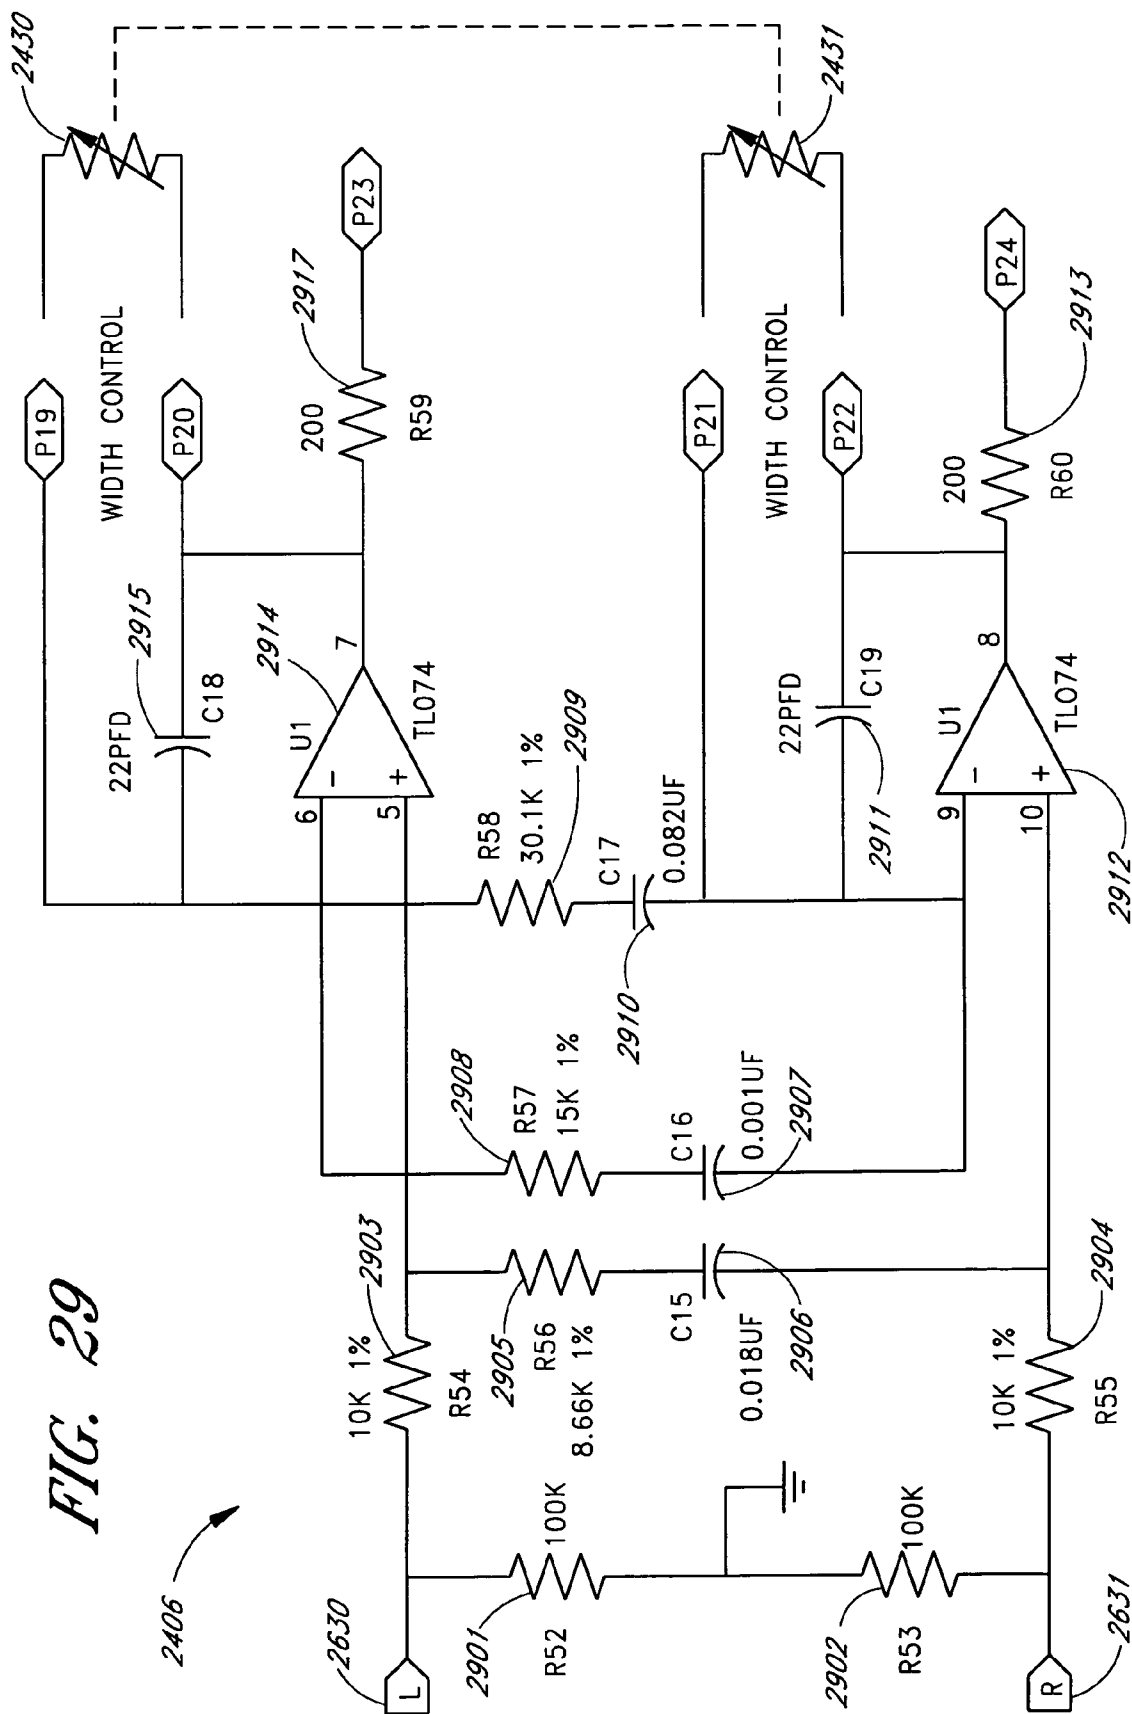 FIG. 29
2406
2430
P19
WIDTH CONTROL
P20
2915
22PFD
C18
2914
U1
6
−
5
+
7
TL074
200
2917
R59
P23
2903
10K 1%
R54
2630
L
2901
100K
R52
2905
R56
8.66K 1%
C15
0.018UF
2906
2908
R57
15K 1%
C16
0.001UF
2907
R58
30.1K 1%
2909
C17
0.082UF
2910
P21
WIDTH CONTROL
P22
2431
22PFD
C19
2911
U1
9
−
10
+
8
TL074
2912
200
R60
2913
P24
2902
100K
R53
10K 1%
R55
2904
R
2631